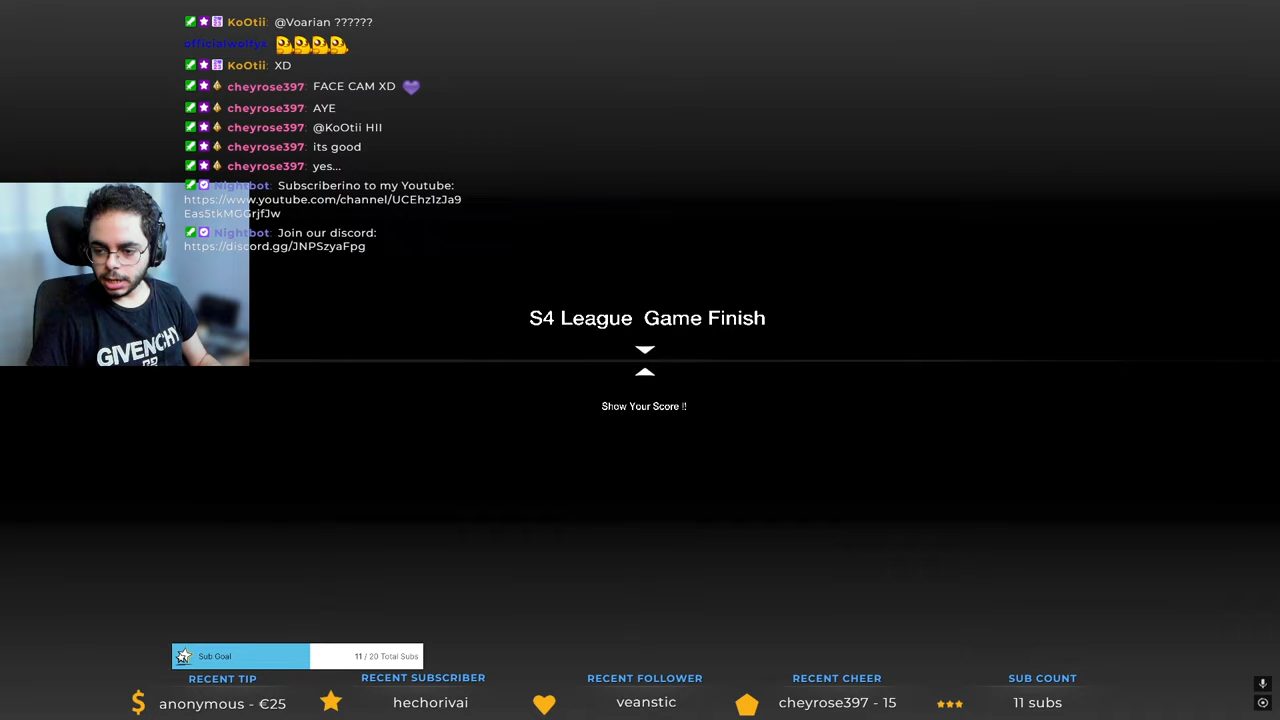 KoOtii: @Voarian ??????
officialwolfyx
KoOtii: XD
cheyrose397: FACE CAM XD
cheyrose397: AYE
cheyrose397: @KoOtii HII
cheyrose397: its good
cheyrose397: yes...
Nightbot: Subscriberino to my Youtube:
https://www.youtube.com/channel/UCEhz1zJa9
Eas5tkMGGrjfJw
Nightbot: Join our discord:
https://discord.gg/JNPSzyaFpg
GIVENCHY
S4 League Game Finish
Show Your Score !!
Sub Goal
11 / 20 Total Subs
RECENT TIP
anonymous - €25
RECENT SUBSCRIBER
hechorivai
RECENT FOLLOWER
veanstic
RECENT CHEER
cheyrose397 - 15
SUB COUNT
11 subs